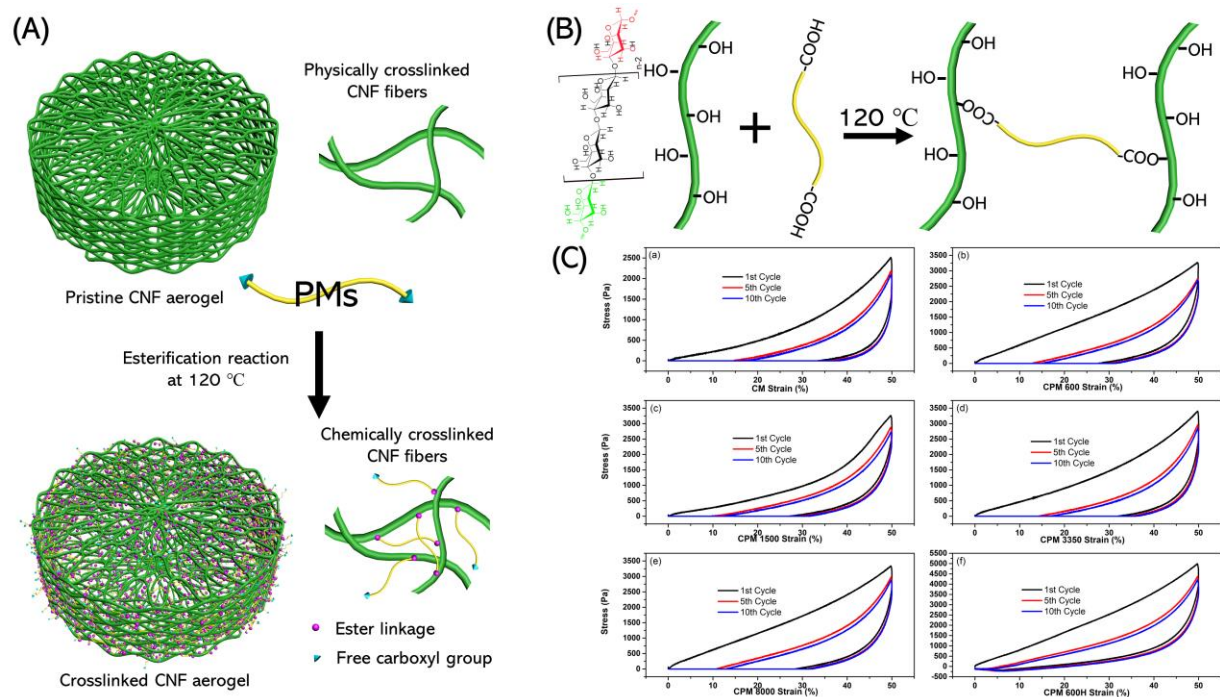 (A)
Physically crosslinked
CNF fibers
Pristine CNF aerogel
PMs
Esterification reaction
at 120 ℃
Chemically crosslinked
CNF fibers
Ester linkage
Free carboxyl group
Crosslinked CNF aerogel
(B)
n-2
OH
HO
OH
HO
OH
+
COOH
COOH
120 ℃
OH
HO
OOC
HO
OH
COO
OH
HO
OH
OH
(C)
(a)
1st Cycle
5th Cycle
10th Cycle
Stress (Pa)
2500
2000
1500
1000
500
0
0 10 20 30 40 50
CM Strain (%)
(b)
1st Cycle
5th Cycle
10th Cycle
3500
3000
2500
2000
1500
1000
500
0
0 10 20 30 40 50
CPM 600 Strain (%)
(c)
1st Cycle
5th Cycle
10th Cycle
Stress (Pa)
3500
3000
2500
2000
1500
1000
500
0
0 10 20 30 40 50
CPM 1500 Strain (%)
(d)
1st Cycle
5th Cycle
10th Cycle
3500
3000
2500
2000
1500
1000
500
0
0 10 20 30 40 50
CPM 3350 Strain (%)
(e)
1st Cycle
5th Cycle
10th Cycle
Stress (Pa)
3500
3000
2500
2000
1500
1000
500
0
0 10 20 30 40 50
CPM 8000 Strain (%)
(f)
1st Cycle
5th Cycle
10th Cycle
5500
5000
4500
4000
3500
3000
2500
2000
1500
1000
500
0
-500
0 10 20 30 40 50
CPM 600H Strain (%)